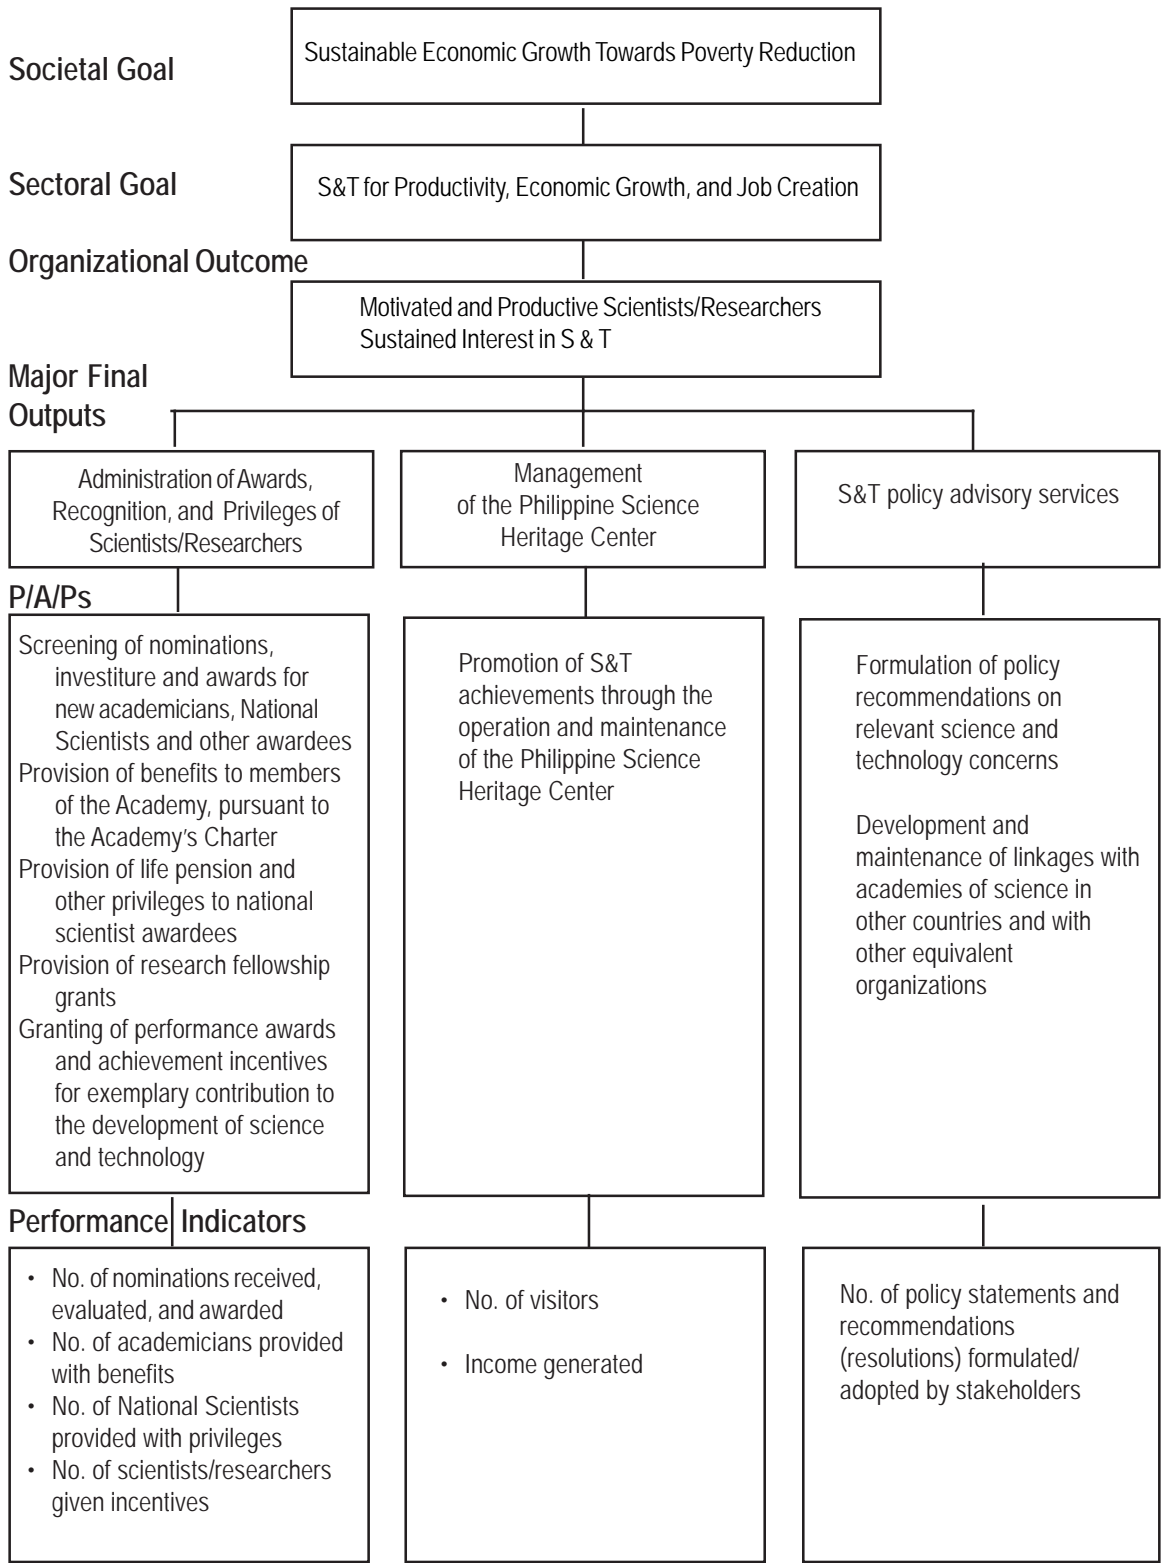 Societal Goal
Sustainable Economic Growth Towards Poverty Reduction
Sectoral Goal
S&T for Productivity, Economic Growth, and Job Creation
Organizational Outcome
Motivated and Productive Scientists/Researchers
Sustained Interest in S & T
Major Final
Outputs
Administration of Awards,
Recognition, and Privileges of
Scientists/Researchers
Management
of the Philippine Science
Heritage Center
S&T policy advisory services
P/A/Ps
Screening of nominations,
investiture and awards for
new academicians, National
Scientists and other awardees
Provision of benefits to members
of the Academy, pursuant to
the Academy's Charter
Provision of life pension and
other privileges to national
scientist awardees
Provision of research fellowship
grants
Granting of performance awards
and achievement incentives
for exemplary contribution to
the development of science
and technology
Promotion of S&T
achievements through the
operation and maintenance
of the Philippine Science
Heritage Center
Formulation of policy
recommendations on
relevant science and
technology concerns
Development and
maintenance of linkages with
academies of science in
other countries and with
other equivalent
organizations
Performance Indicators
• No. of nominations received,
evaluated, and awarded
• No. of academicians provided
with benefits
• No. of National Scientists
provided with privileges
• No. of scientists/researchers
given incentives
• No. of visitors
• Income generated
No. of policy statements and
recommendations
(resolutions) formulated/
adopted by stakeholders